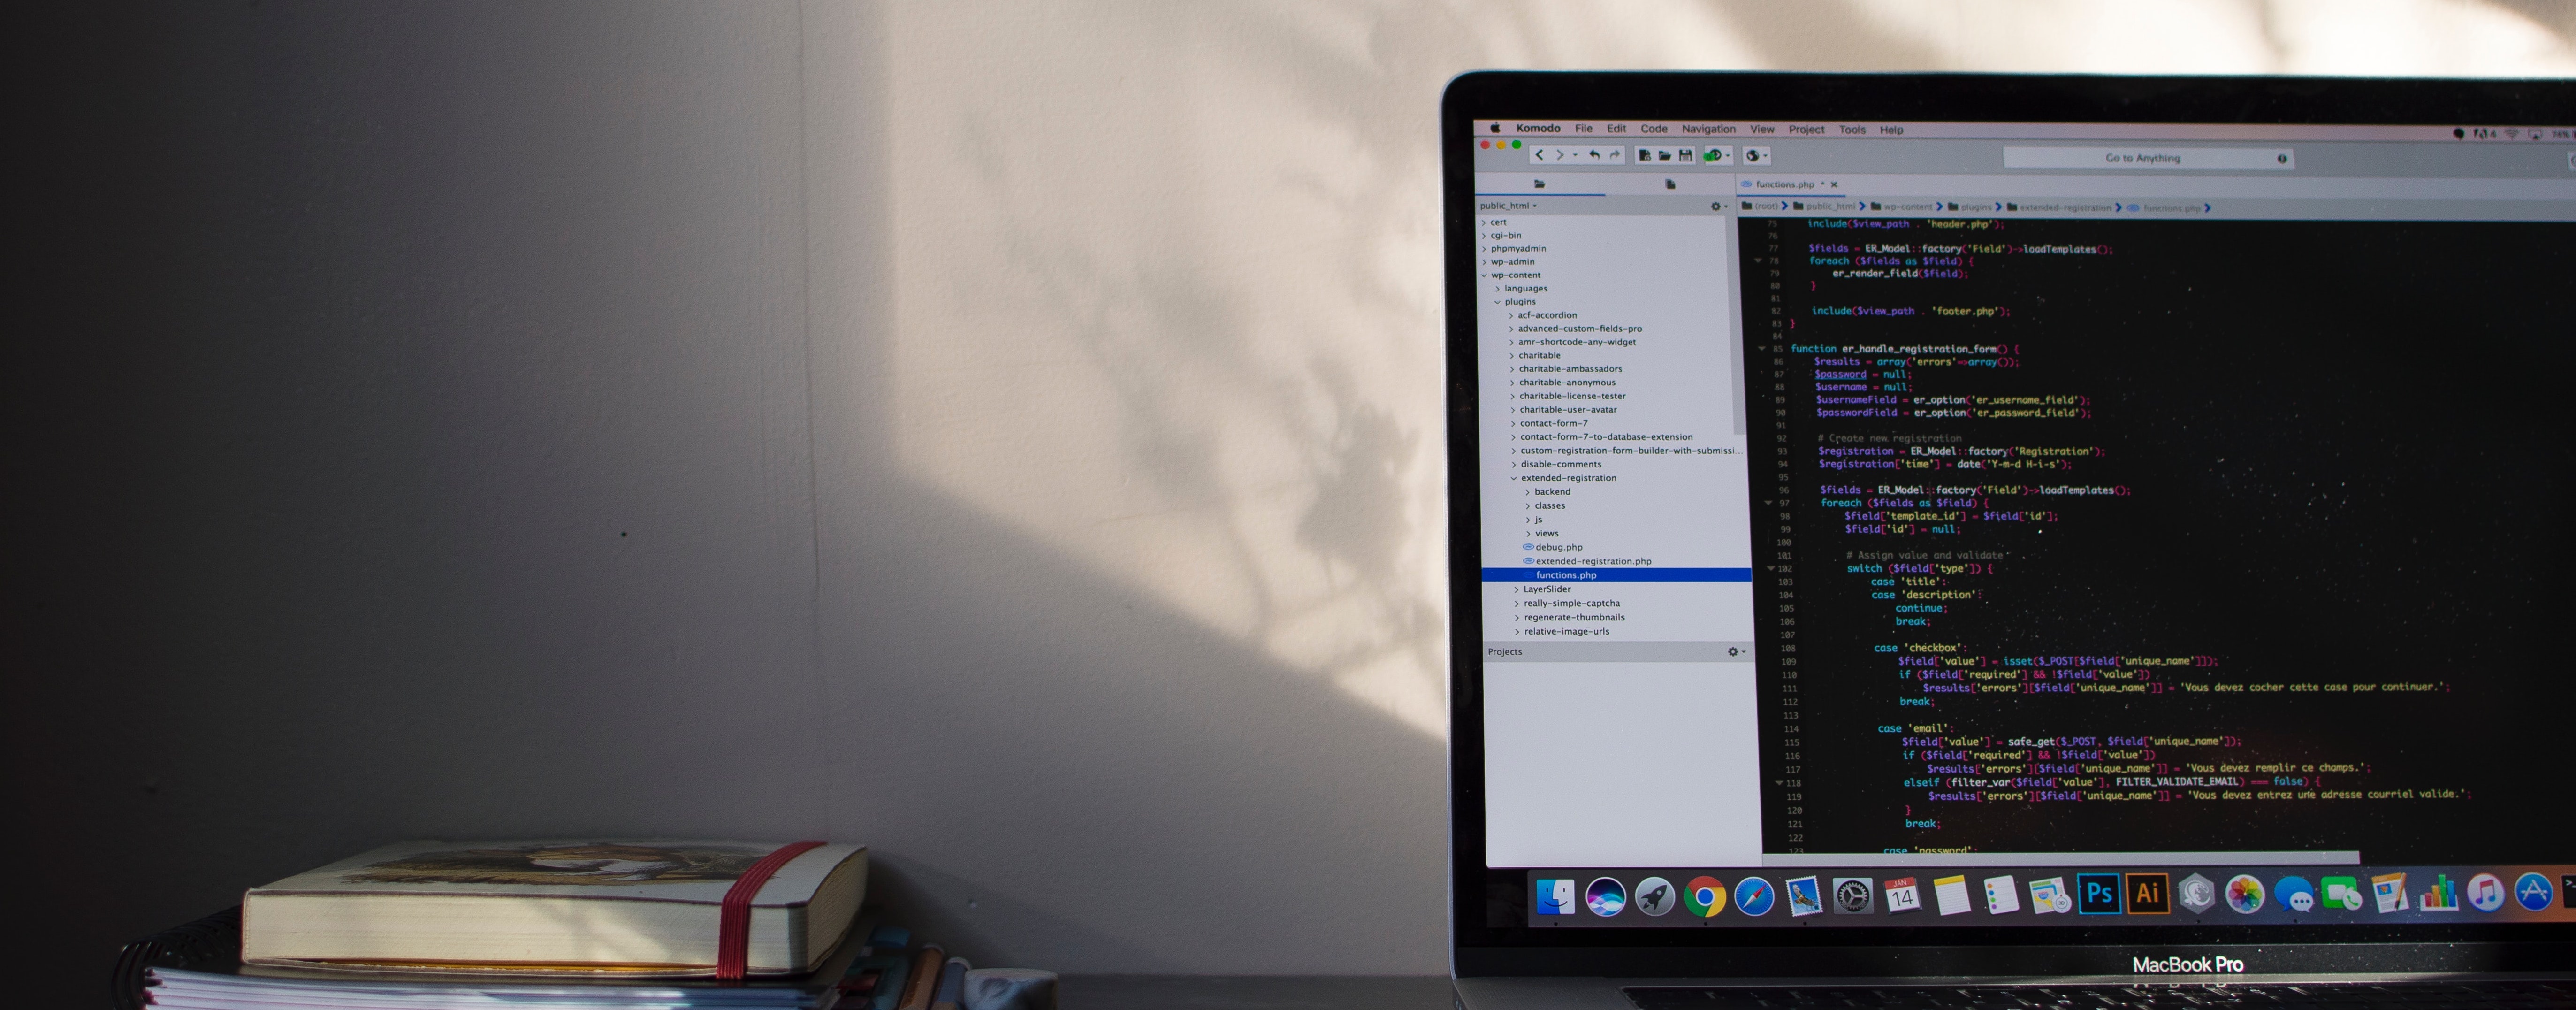 Komodo File Edit Code Navigation View Project Tools Help
Go to Anything
functions.php
public_html
(root) public_html wp-content plugins extended-registration functions.php
cert
cgi-bin
phpmyadmin
wp-admin
wp-content
languages
plugins
acf-accordion
advanced-custom-fields-pro
amr-shortcode-any-widget
charitable
charitable-ambassadors
charitable-anonymous
charitable-license-tester
charitable-user-avatar
contact-form-7
contact-form-7-to-database-extension
custom-registration-form-builder-with-submissi...
disable-comments
extended-registration
backend
classes
js
views
debug.php
extended-registration.php
functions.php
LayerSlider
really-simple-captcha
regenerate-thumbnails
relative-image-urls
Projects
75 include($view_path . 'header.php');
76
77 $fields = ER_Model::factory('Field')->loadTemplates();
78 foreach ($fields as $field) {
79 er_render_field($field);
80 }
81
82 include($view_path . 'footer.php');
83 }
84
85 function er_handle_registration_form() {
86 $results = array('errors'=>array());
87 $password = null;
88 $username = null;
89 $usernameField = er_option('er_username_field');
90 $passwordField = er_option('er_password_field');
91
92 # Create new registration
93 $registration = ER_Model::factory('Registration');
94 $registration['time'] = date('Y-m-d H-i-s');
95
96 $fields = ER_Model::factory('Field')->loadTemplates();
97 foreach ($fields as $field) {
98 $field['template_id'] = $field['id'];
99 $field['id'] = null;
100
101 # Assign value and validate
102 switch ($field['type']) {
103 case 'title':
104 case 'description':
105 continue;
106 break;
107
108 case 'checkbox':
109 $field['value'] = isset($_POST[$field['unique_name']]);
110 if ($field['required'] && !$field['value'])
111 $results['errors'][$field['unique_name']] = 'Vous devez cocher cette case pour continuer.';
112 break;
113
114 case 'email':
115 $field['value'] = safe_get($_POST, $field['unique_name']);
116 if ($field['required'] && !$field['value'])
117 $results['errors'][$field['unique_name']] = 'Vous devez remplir ce champs.';
118 elseif (filter_var($field['value'], FILTER_VALIDATE_EMAIL) === false) {
119 $results['errors'][$field['unique_name']] = 'Vous devez entrez une adresse courriel valide.';
120 }
121 break;
122
123 case 'password':
JAN
14
Ps
Ai
MacBook Pro